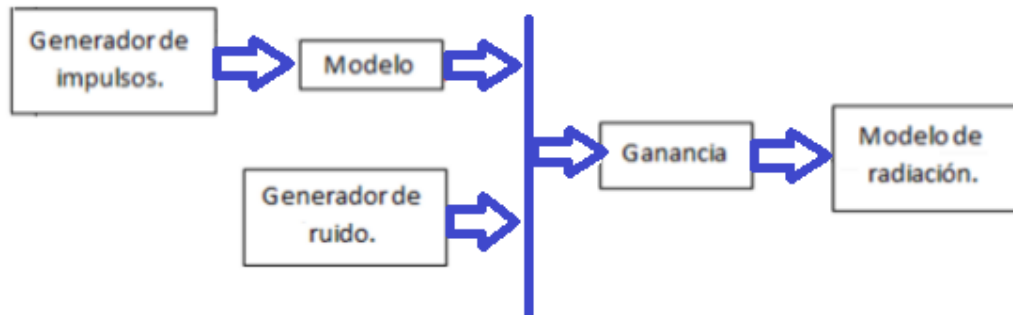 Generador de
impulsos.
Modelo
Generador de
ruido.
Ganancia
Modelo de
radiación.